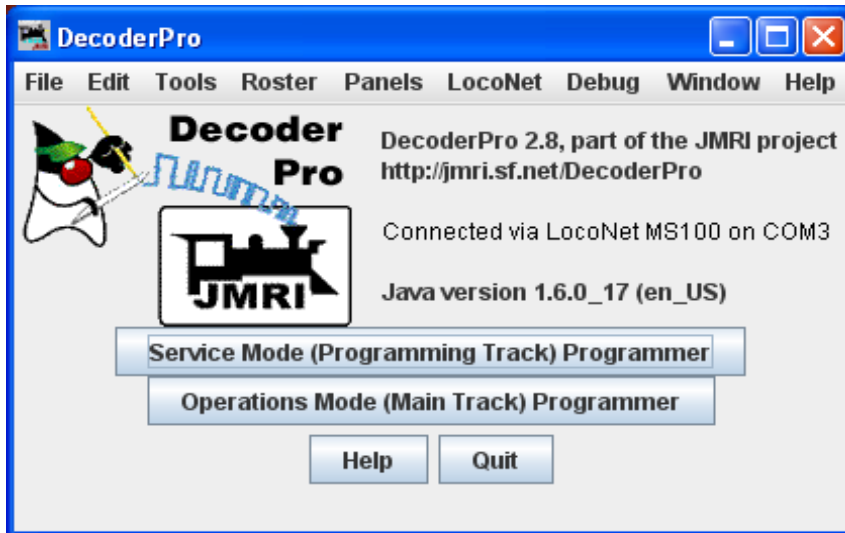 DecoderPro
File Edit Tools Roster Panels LocoNet Debug Window Help
Decoder
Pro
DecoderPro 2.8, part of the JMRI project
http://jmri.sf.net/DecoderPro
Connected via LocoNet MS100 on COM3
JMRI
Java version 1.6.0_17 (en_US)
Service Mode (Programming Track) Programmer
Operations Mode (Main Track) Programmer
Help Quit